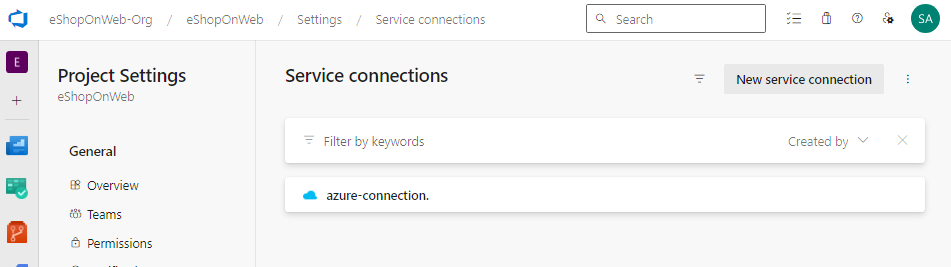 eShopOnWeb-Org / eShopOnWeb / Settings / Service connections
Search
SA
E
Project Settings
eShopOnWeb
General
Overview
Teams
Permissions
Service connections
New service connection
Filter by keywords
Created by
azure-connection.